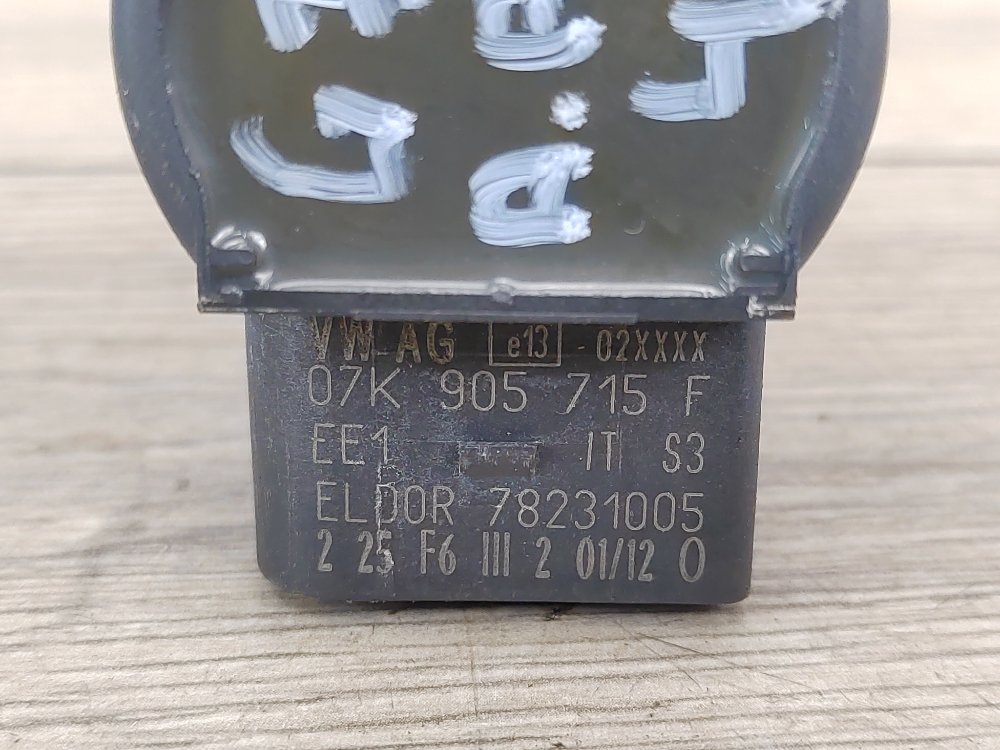 VW AG e13 - 02XXXX
07K 905 715 F
EE1 IT S3
ELDOR 78231005
2 25 F6 III 2 01/12 0